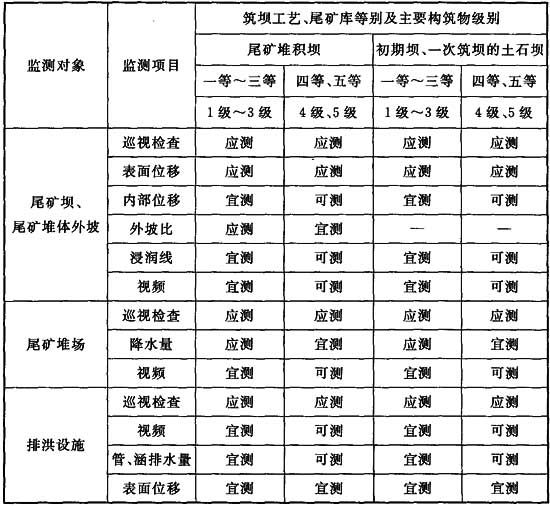 筑坝工艺、尾矿库等别及主要构筑物级别
监测对象 监测项目 尾矿堆积坝 初期坝、一次筑坝的土石坝
一等～三等 四等、五等 一等～三等 四等、五等
1级～3级 4级、5级 1级～3级 4级、5级
尾矿坝、尾矿堆体外坡
巡视检查 应测 应测 应测 应测
表面位移 应测 应测 应测 应测
内部位移 宜测 可测 宜测 可测
外坡比 应测 宜测 — —
浸润线 宜测 可测 宜测 可测
视频 宜测 可测 宜测 可测
尾矿堆场
巡视检查 应测 应测 应测 应测
降水量 应测 宜测 应测 宜测
视频 宜测 可测 宜测 可测
排洪设施
巡视检查 应测 应测 应测 应测
视频 宜测 可测 宜测 可测
管、涵排水量 宜测 可测 宜测 可测
表面位移 宜测 宜测 宜测 宜测